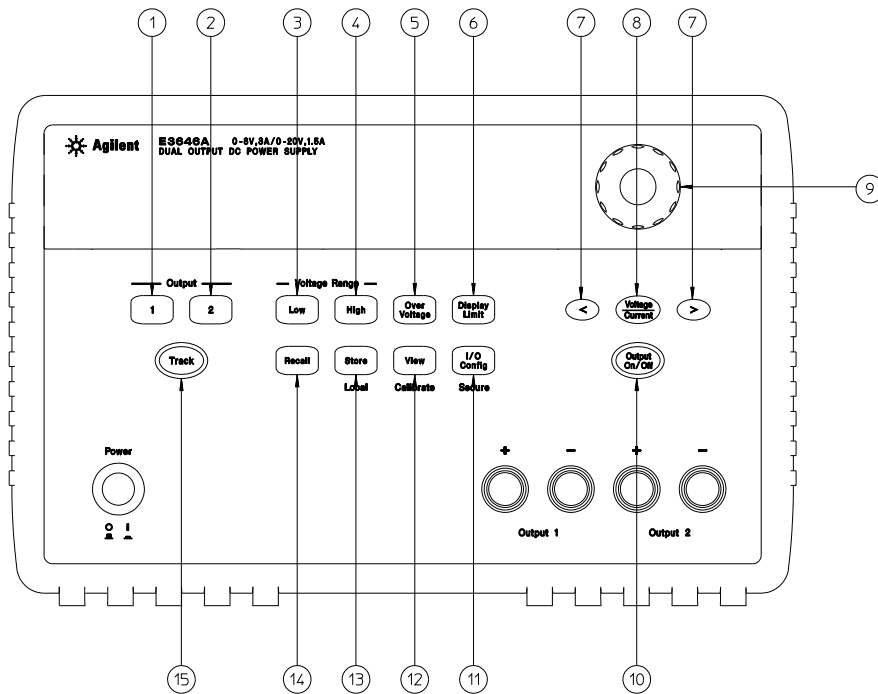 1 2 3 4 5 6 7 8 7
Agilent E3646A 0-8V,3A/0-20V,1.5A
DUAL OUTPUT DC POWER SUPPLY
9
Output Voltage Range
1 2 Low High Over Voltage Display Limit < Voltage Current >
Track Recall Store View I/O Config Output On/Off
Local Calibrate Secure
Power + - + -
Output 1 Output 2
15 14 13 12 11 10